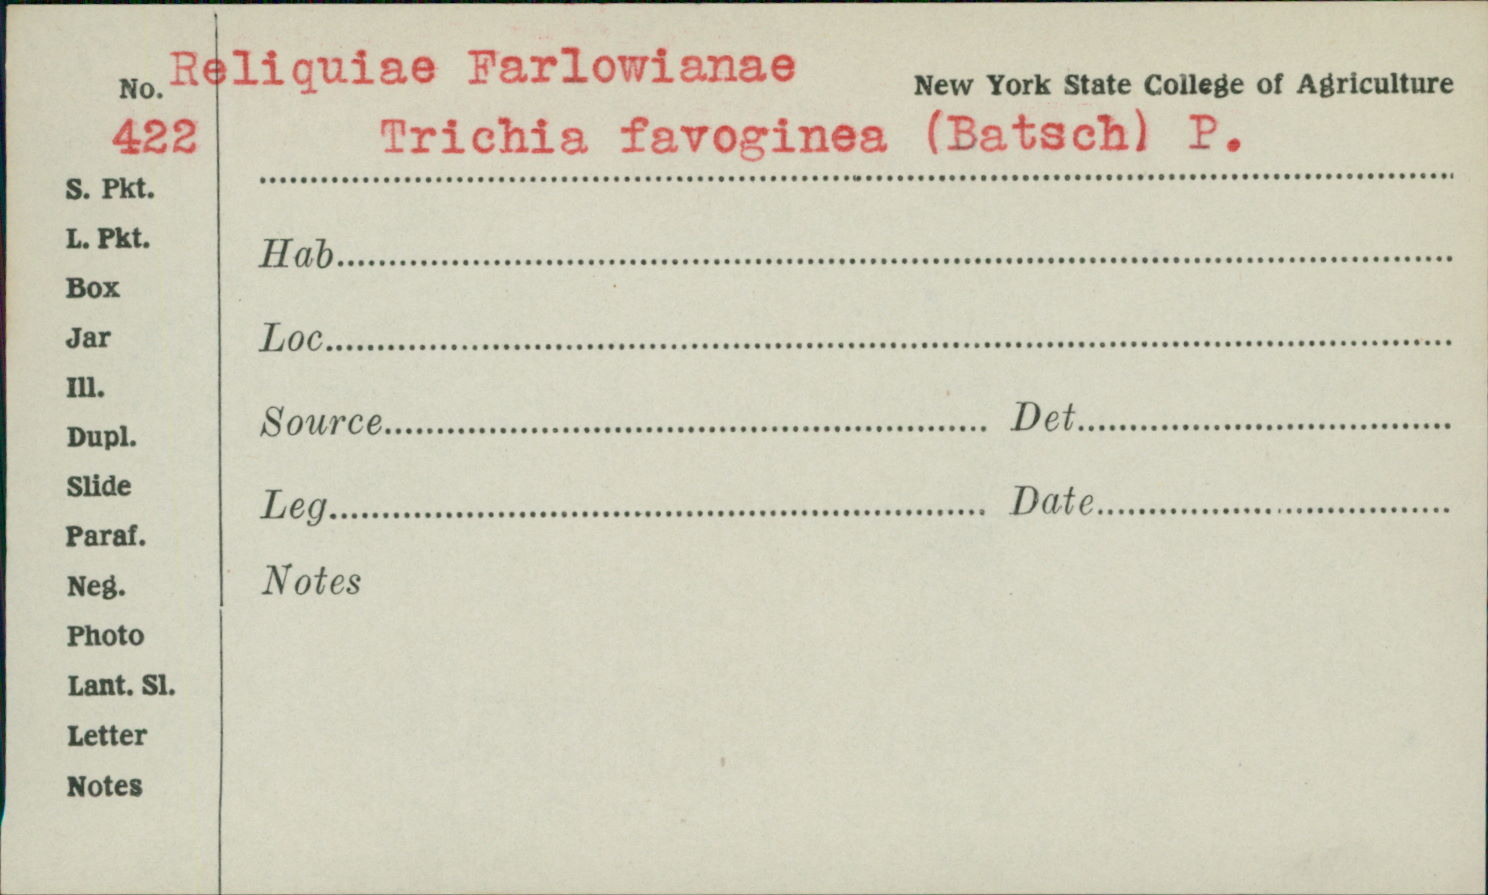 Reliquiae Farlowianae
No.
New York State College of Agriculture
422
Trichia favoginea (Batsch) P.
S. Pkt.
L. Pkt.
Hab
Box
Jar
Loc
Ill.
Dupl.
Source Det.
Slide
Leg. Date
Paraf.
Neg.
Notes
Photo
Lant. Sl.
Letter
Notes